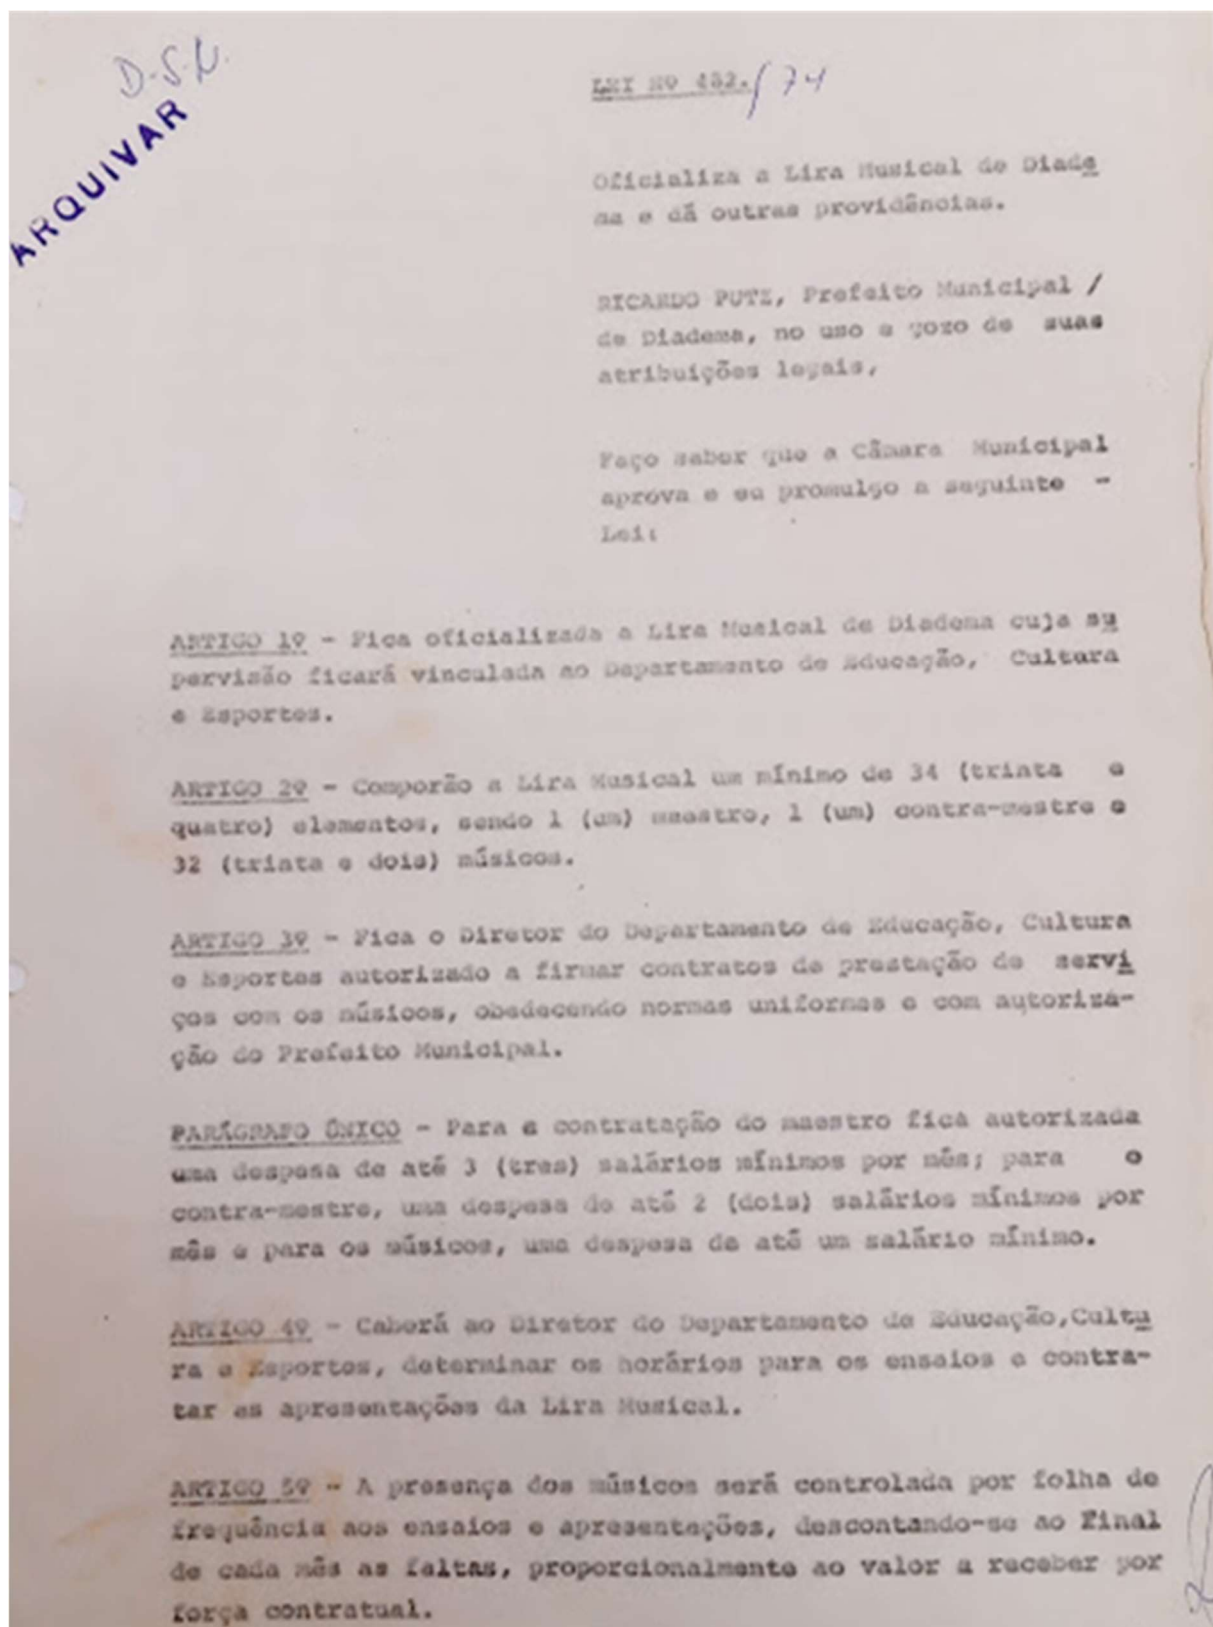 D.S.N.
ARQUIVAR
LEI Nº 482./74
Oficializa a Lira Musical de Diade
ma e dá outras providências.
RICARDO PUTZ, Prefeito Municipal /
de Diadema, no uso e gozo de suas
atribuições legais,
Faço saber que a Câmara Municipal
aprova e eu promulgo a seguinte -
Lei:
ARTIGO 1º - Fica oficializada a Lira Musical de Diadema cuja su
pervisão ficará vinculada ao Departamento de Educação, Cultura
e Esportes.
ARTIGO 2º - Comporão a Lira Musical um mínimo de 34 (trinta e
quatro) elementos, sendo 1 (um) maestro, 1 (um) contra-mestre e
32 (trinta e dois) músicos.
ARTIGO 3º - Fica o Diretor do Departamento de Educação, Cultura
e Esportes autorizado a firmar contratos de prestação de servi
ços com os músicos, obedecendo normas uniformes e com autoriza-
ção do Prefeito Municipal.
PARÁGRAFO ÚNICO - Para a contratação do maestro fica autorizada
uma despesa de até 3 (tres) salários mínimos por mês; para o
contra-mestre, uma despesa de até 2 (dois) salários mínimos por
mês e para os músicos, uma despesa de até um salário mínimo.
ARTIGO 4º - Caberá ao Diretor do Departamento de Educação,Cultu
ra e Esportes, determinar os horários para os ensaios e contra-
tar as apresentações da Lira Musical.
ARTIGO 5º - A presença dos músicos será controlada por folha de
frequência aos ensaios e apresentações, descontando-se ao final
de cada mês as faltas, proporcionalmente ao valor a receber por
força contratual.